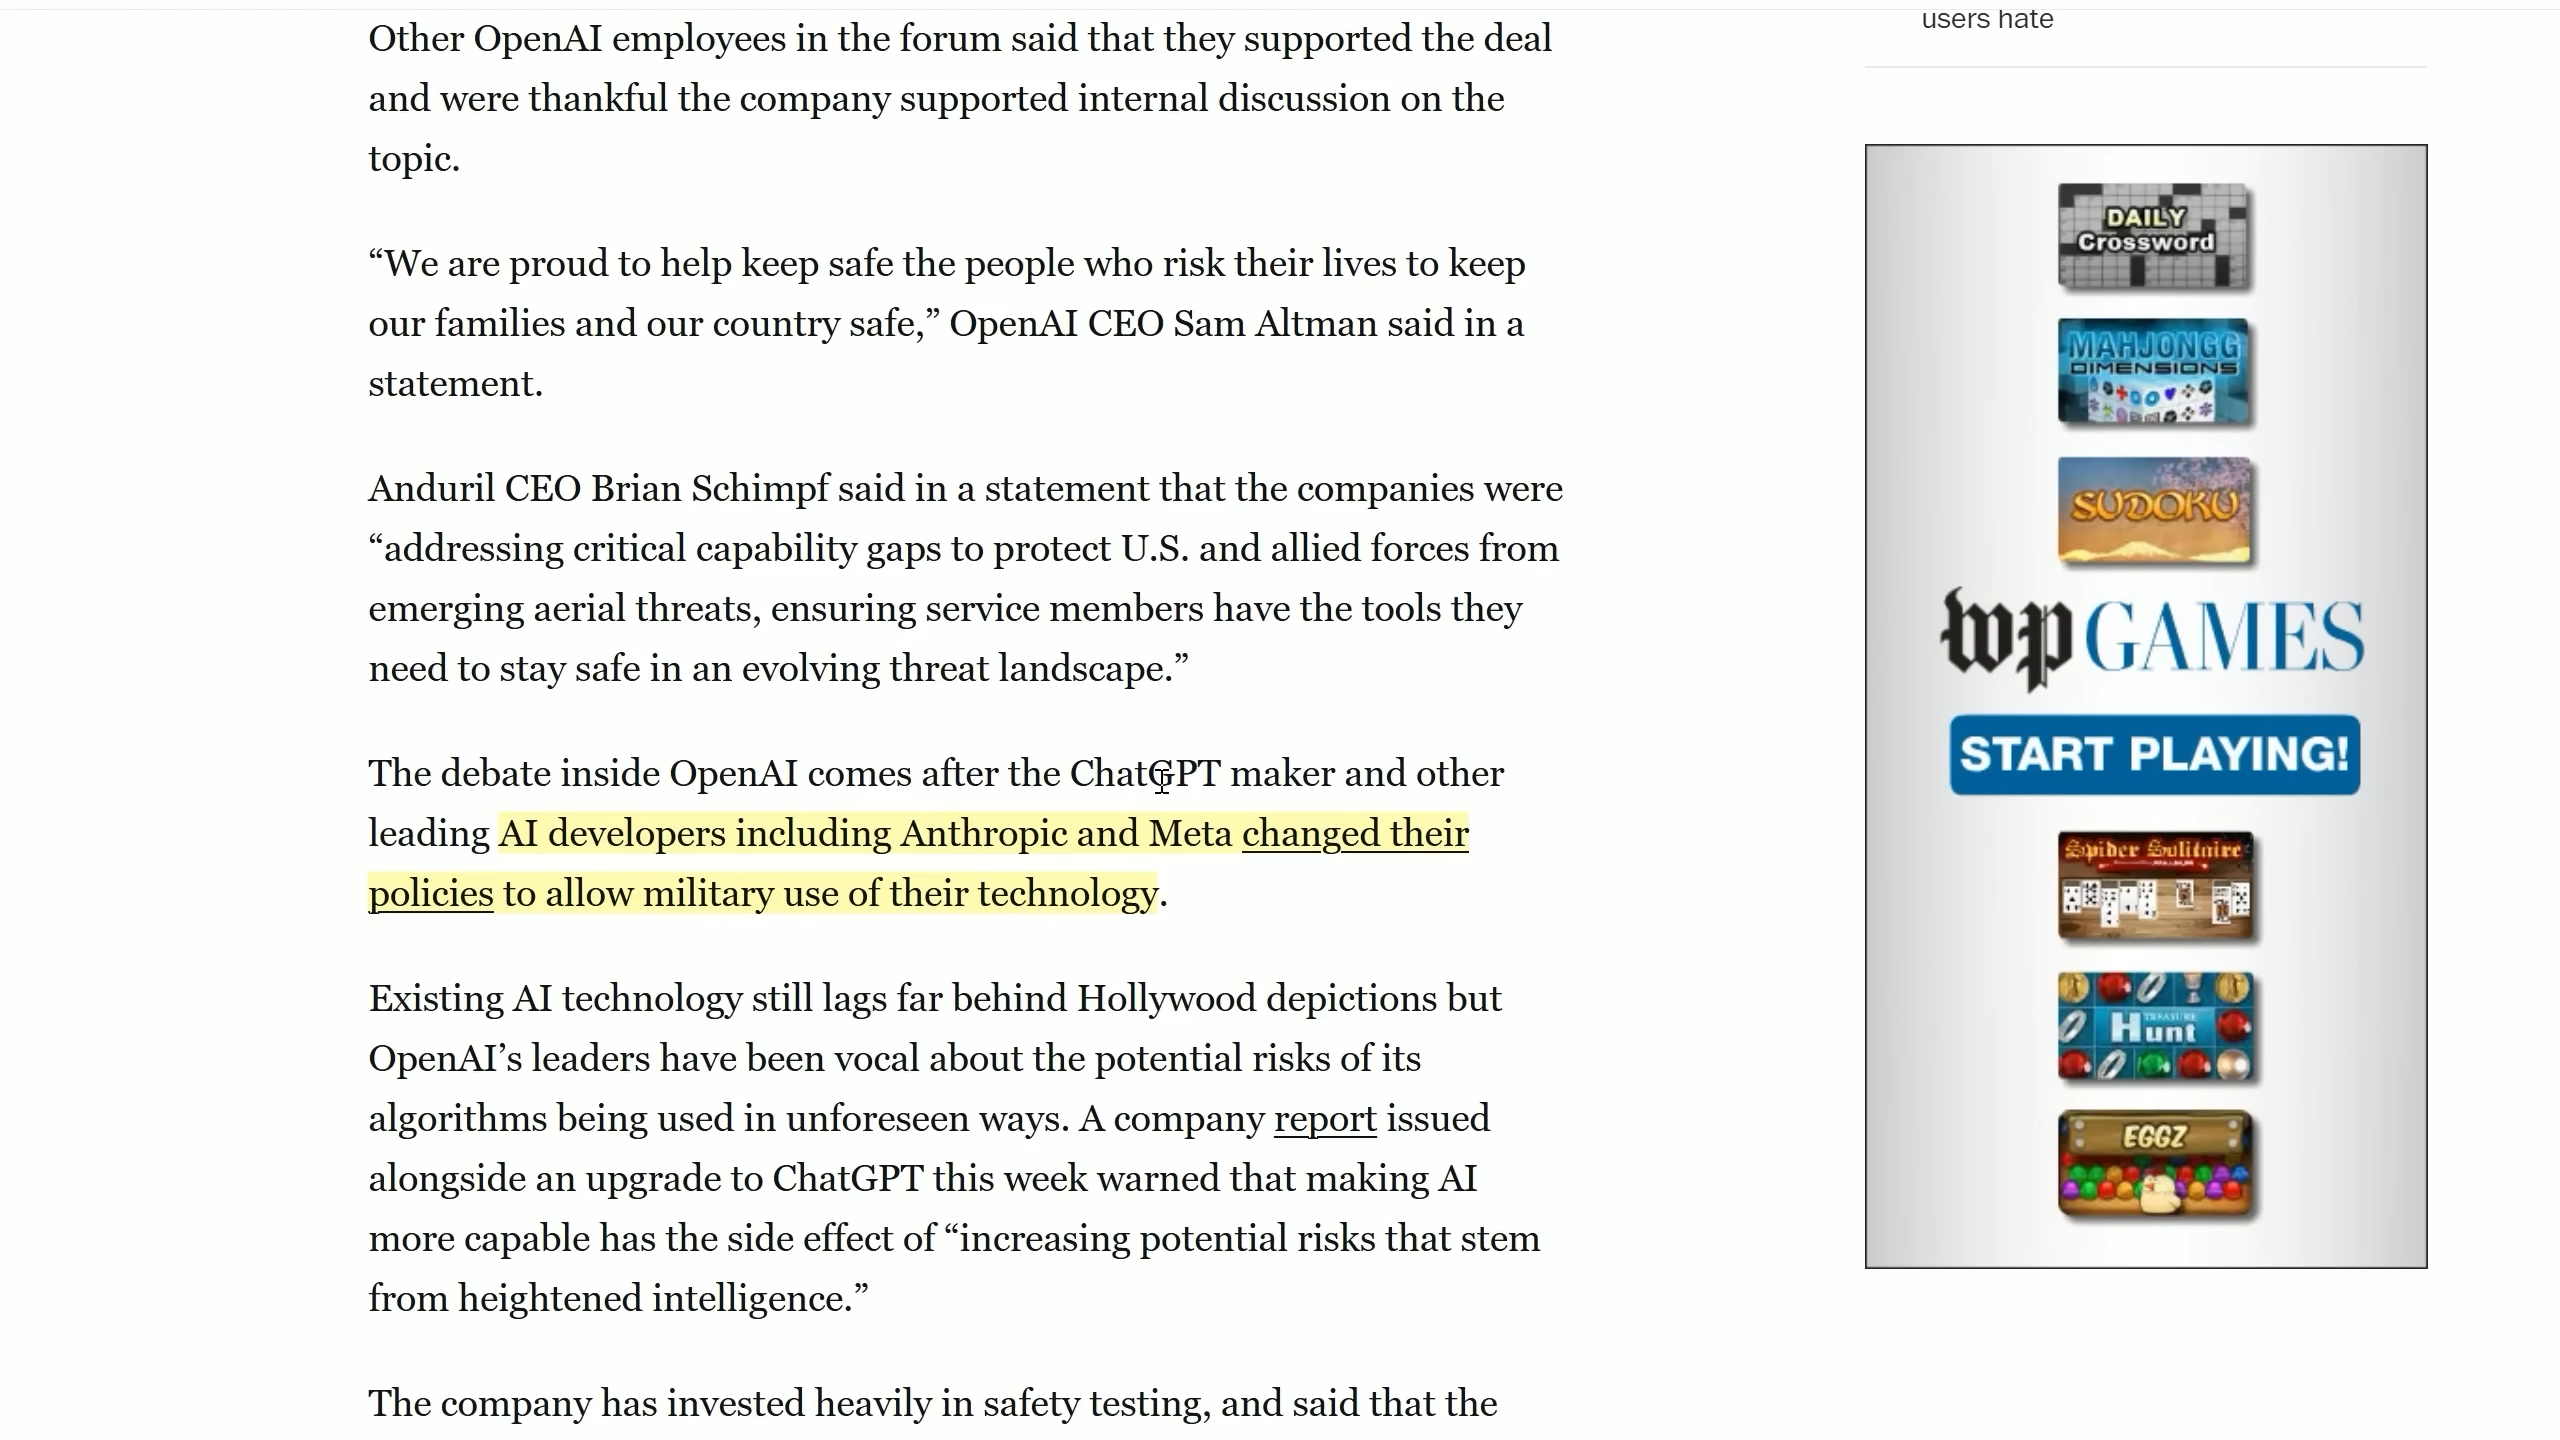 Other OpenAI employees in the forum said that they supported the deal
and were thankful the company supported internal discussion on the
topic.
“We are proud to help keep safe the people who risk their lives to keep
our families and our country safe,” OpenAI CEO Sam Altman said in a
statement.
Anduril CEO Brian Schimpf said in a statement that the companies were
“addressing critical capability gaps to protect U.S. and allied forces from
emerging aerial threats, ensuring service members have the tools they
need to stay safe in an evolving threat landscape.”
The debate inside OpenAI comes after the ChatGPT maker and other
leading AI developers including Anthropic and Meta changed their
policies to allow military use of their technology.
Existing AI technology still lags far behind Hollywood depictions but
OpenAI’s leaders have been vocal about the potential risks of its
algorithms being used in unforeseen ways. A company report issued
alongside an upgrade to ChatGPT this week warned that making AI
more capable has the side effect of “increasing potential risks that stem
from heightened intelligence.”
The company has invested heavily in safety testing, and said that the
users hate
DAILY
Crossword
MAHJONGG
DIMENSIONS
SUDOKU
wp GAMES
START PLAYING!
Spider Solitaire
TREASURE
Hunt
EGGZ